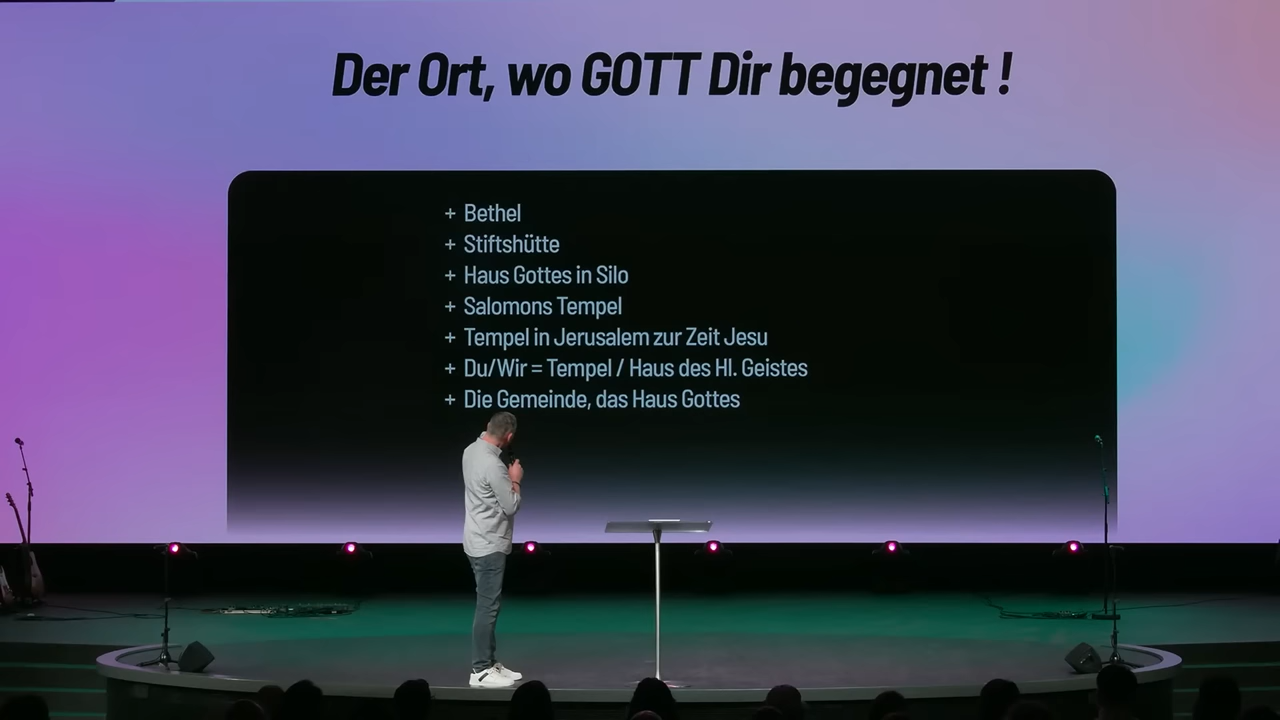 Der Ort, wo GOTT Dir begegnet !
+ Bethel
+ Stiftshütte
+ Haus Gottes in Silo
+ Salomons Tempel
+ Tempel in Jerusalem zur Zeit Jesu
+ Du/Wir = Tempel / Haus des Hl. Geistes
+ Die Gemeinde, das Haus Gottes